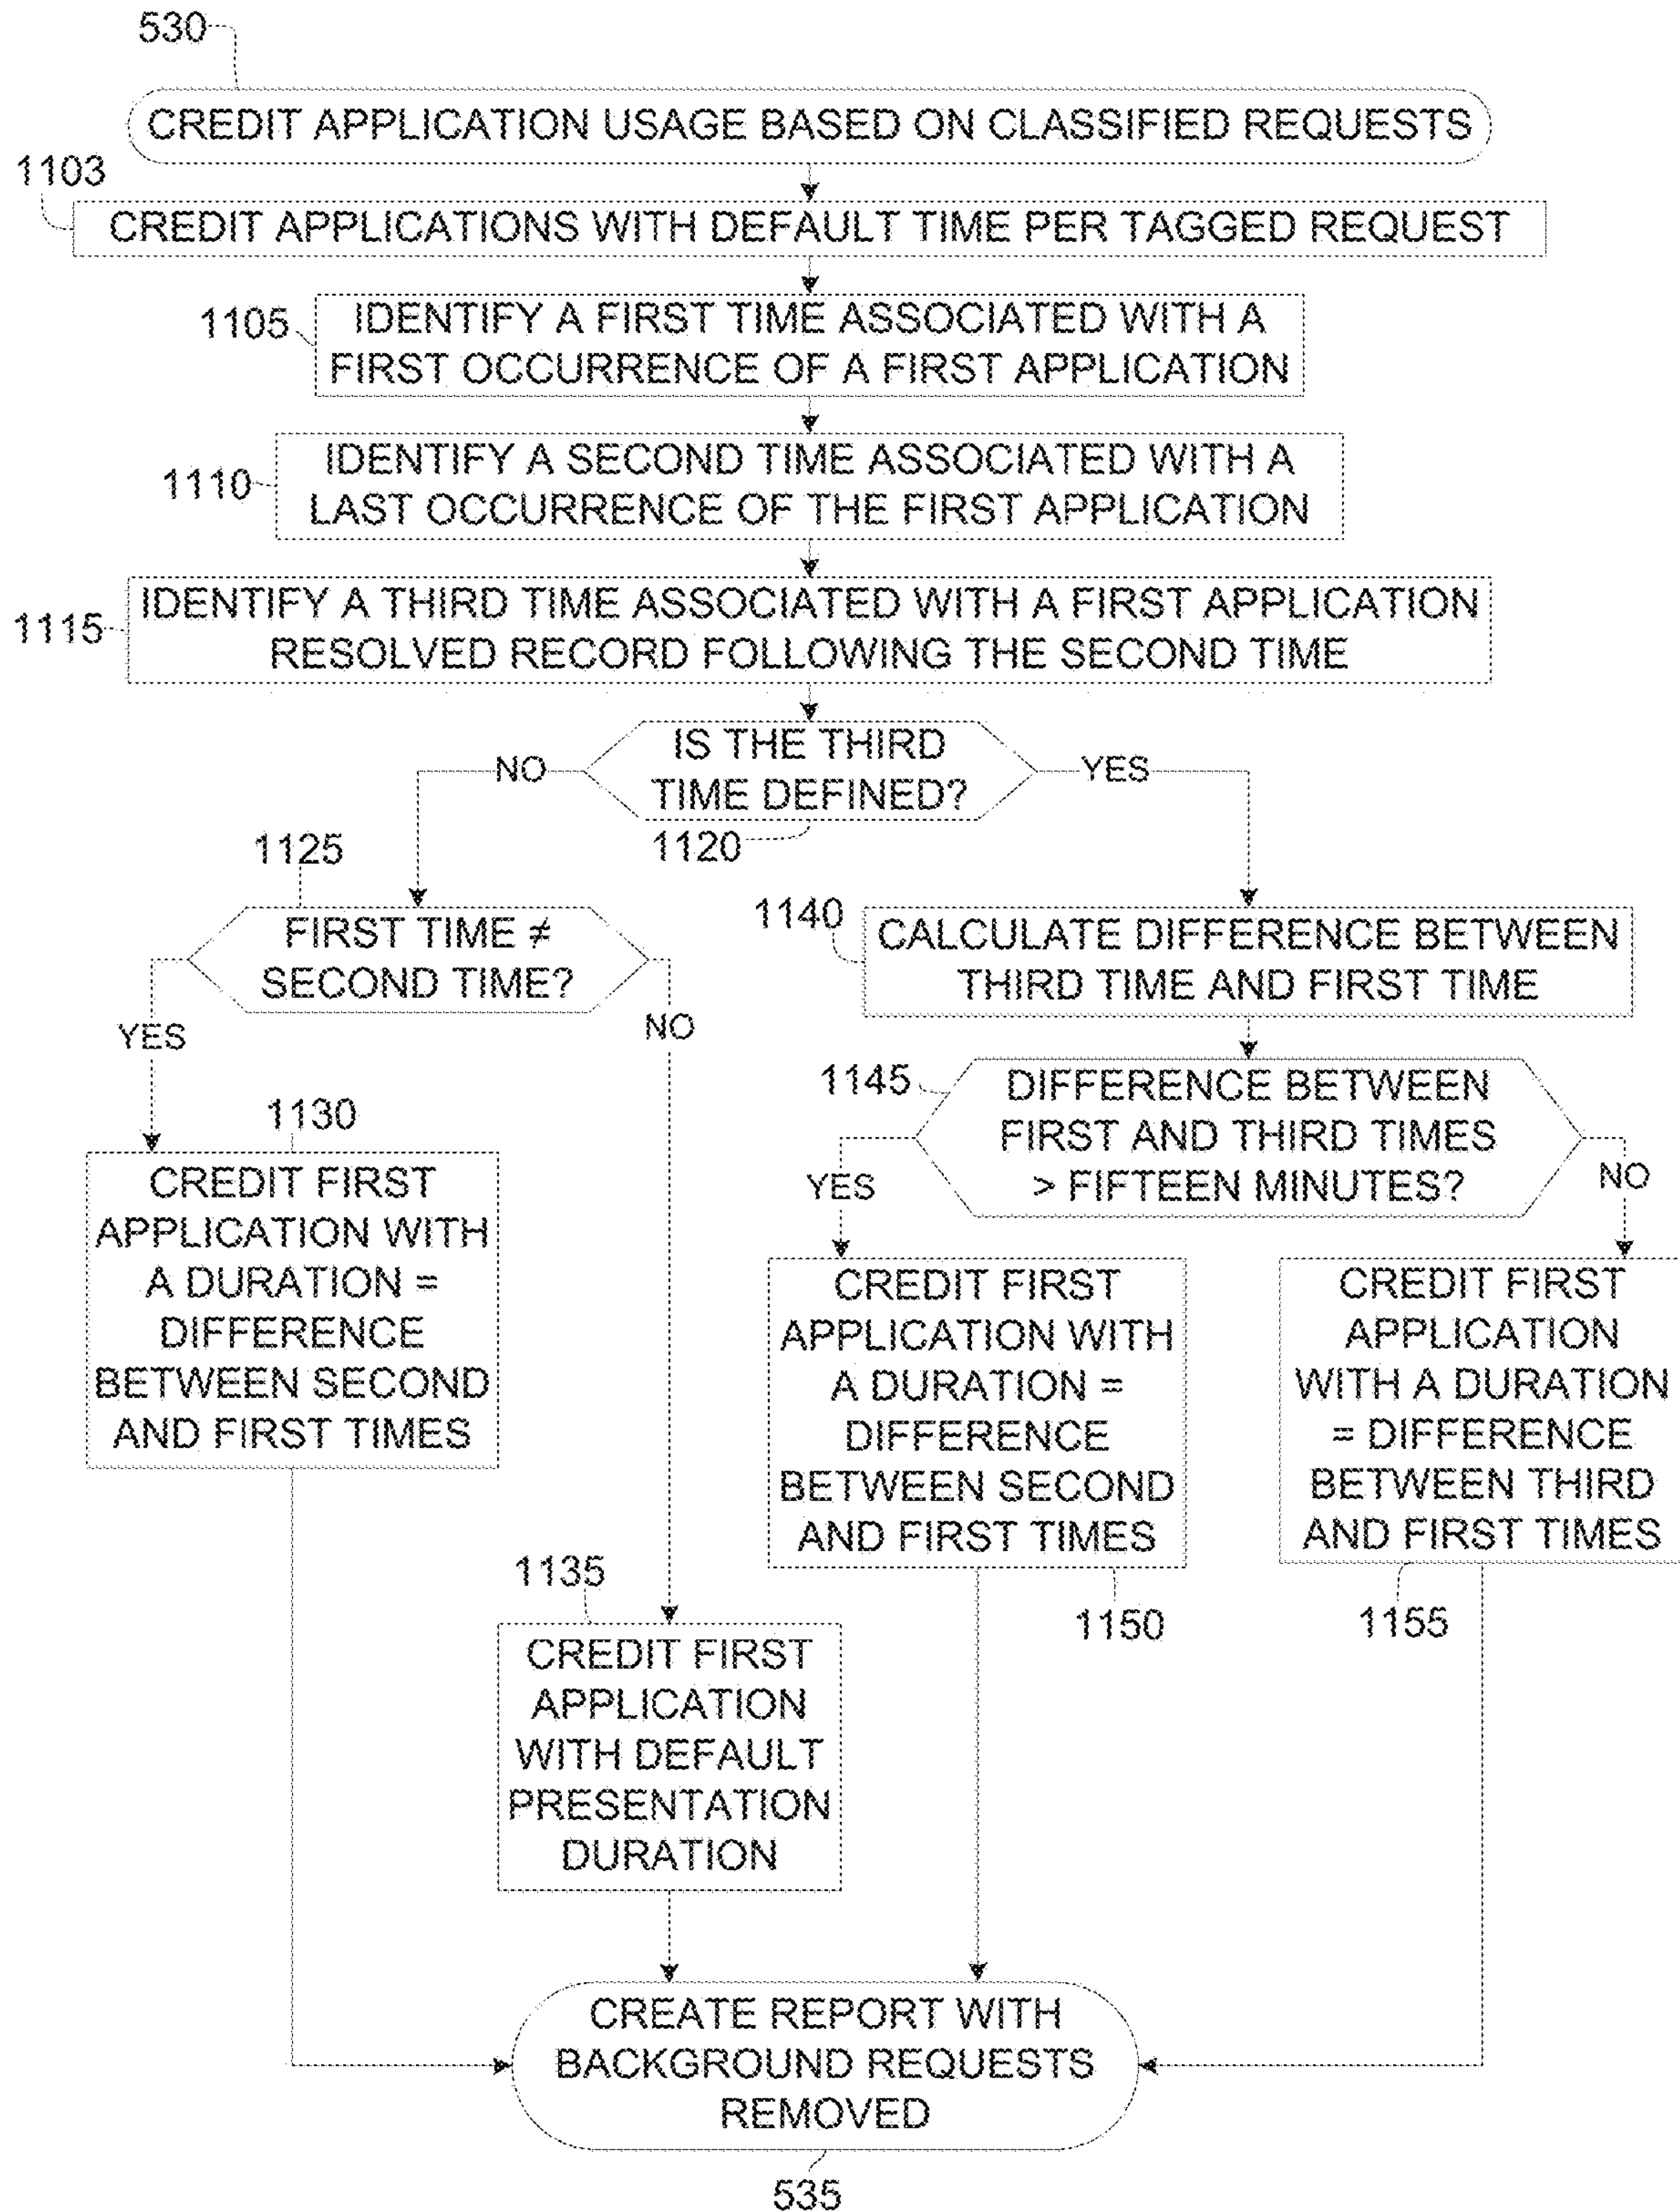 530
CREDIT APPLICATION USAGE BASED ON CLASSIFIED REQUESTS
1103
CREDIT APPLICATIONS WITH DEFAULT TIME PER TAGGED REQUEST
1105
IDENTIFY A FIRST TIME ASSOCIATED WITH A
FIRST OCCURRENCE OF A FIRST APPLICATION
1110
IDENTIFY A SECOND TIME ASSOCIATED WITH A
LAST OCCURRENCE OF THE FIRST APPLICATION
1115
IDENTIFY A THIRD TIME ASSOCIATED WITH A FIRST APPLICATION
RESOLVED RECORD FOLLOWING THE SECOND TIME
IS THE THIRD
TIME DEFINED?
NO
YES
1120
1125
FIRST TIME ≠
SECOND TIME?
YES
NO
1140
CALCULATE DIFFERENCE BETWEEN
THIRD TIME AND FIRST TIME
1145
DIFFERENCE BETWEEN
FIRST AND THIRD TIMES
> FIFTEEN MINUTES?
YES
NO
1130
CREDIT FIRST
APPLICATION WITH
A DURATION =
DIFFERENCE
BETWEEN SECOND
AND FIRST TIMES
1135
CREDIT FIRST
APPLICATION
WITH DEFAULT
PRESENTATION
DURATION
CREDIT FIRST
APPLICATION WITH
A DURATION =
DIFFERENCE
BETWEEN SECOND
AND FIRST TIMES
1150
CREDIT FIRST
APPLICATION
WITH A DURATION
= DIFFERENCE
BETWEEN THIRD
AND FIRST TIMES
1155
CREATE REPORT WITH
BACKGROUND REQUESTS
REMOVED
535